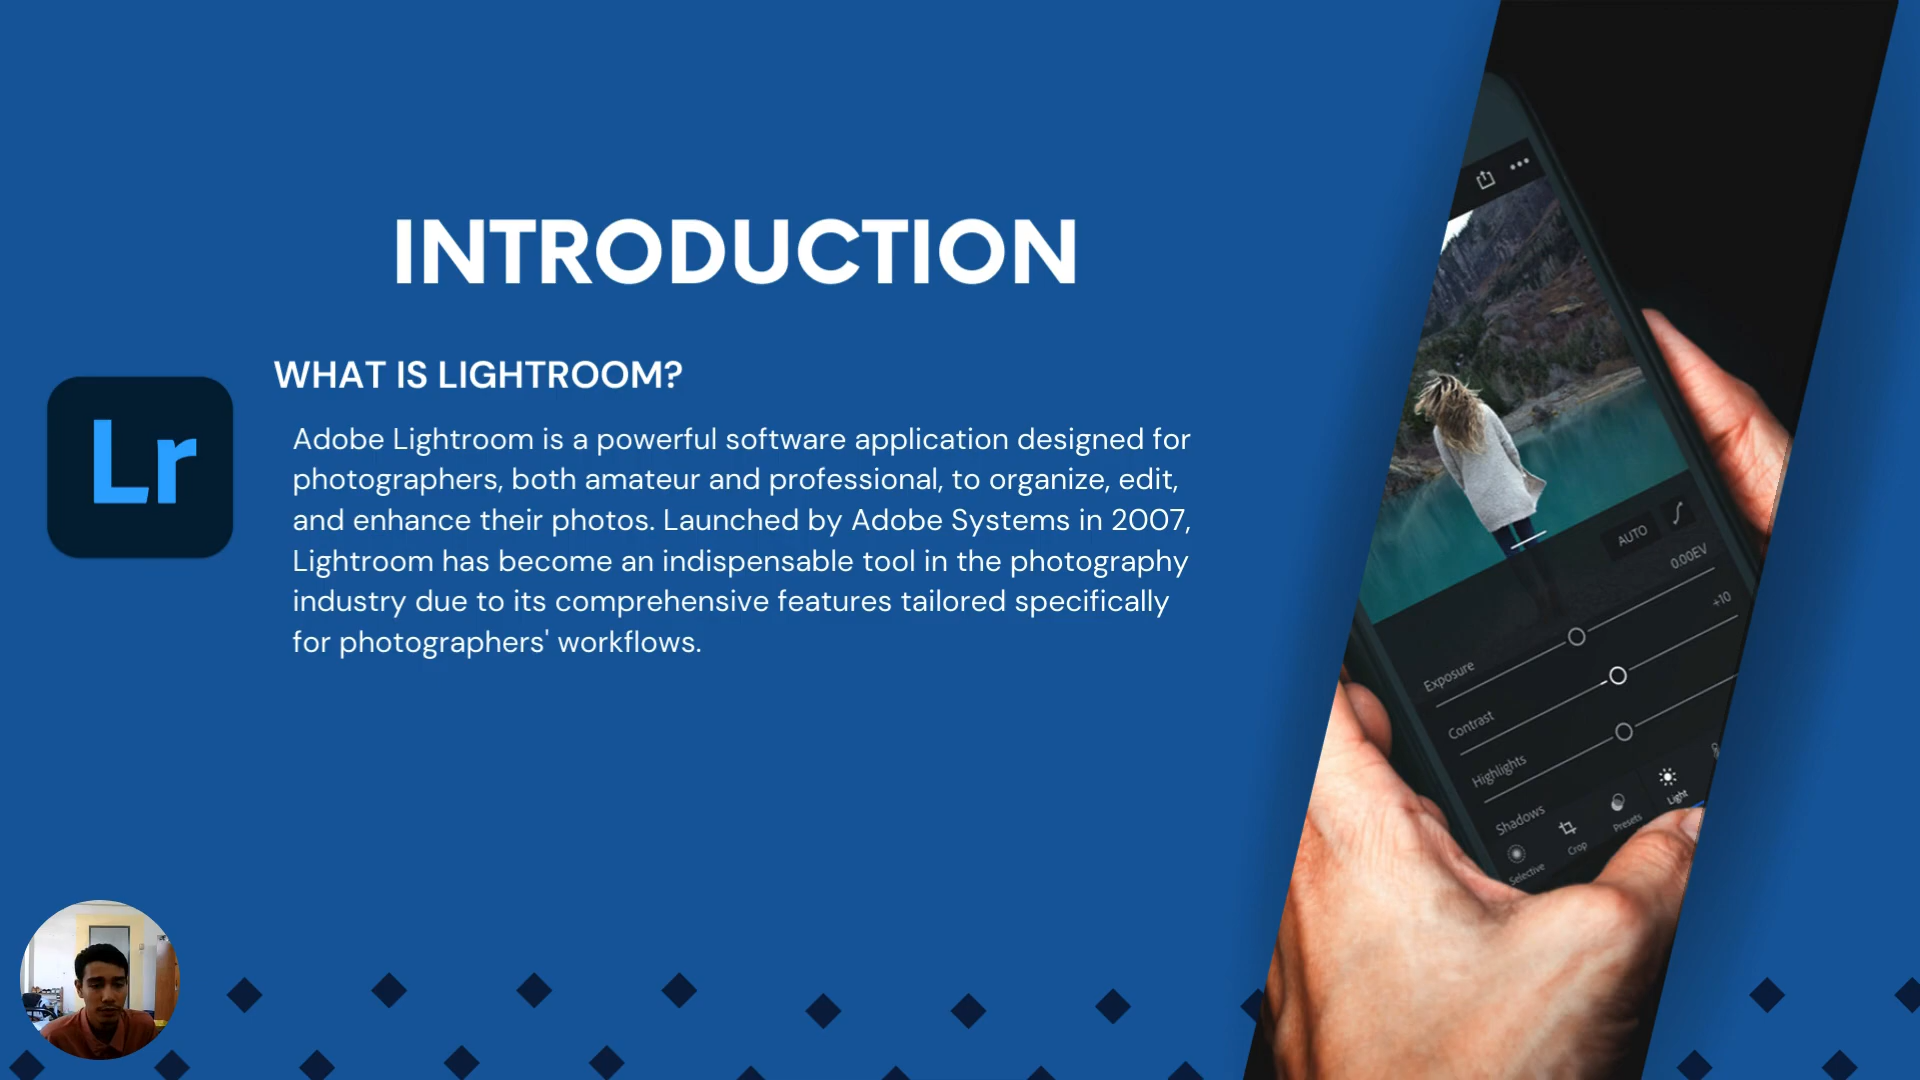 INTRODUCTION
WHAT IS LIGHTROOM?
Lr
Adobe Lightroom is a powerful software application designed for
photographers, both amateur and professional, to organize, edit,
and enhance their photos. Launched by Adobe Systems in 2007,
Lightroom has become an indispensable tool in the photography
industry due to its comprehensive features tailored specifically
for photographers' workflows.
AUTO
0.00EV
Exposure
+10
Contrast
Highlights
Shadows
Selective
Crop
Presets
Light